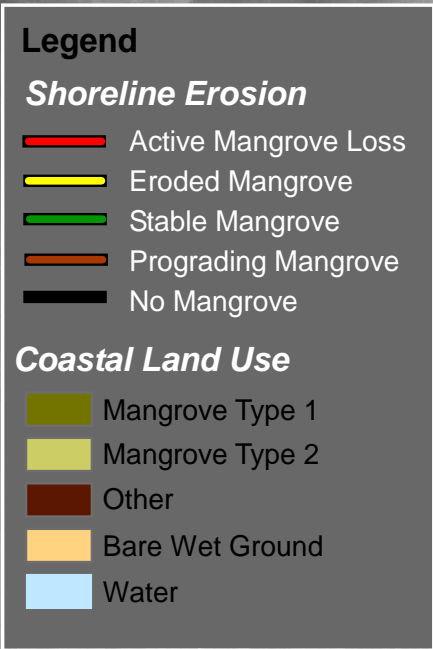 Legend
Shoreline Erosion
Active Mangrove Loss
Eroded Mangrove
Stable Mangrove
Prograding Mangrove
No Mangrove
Coastal Land Use
Mangrove Type 1
Mangrove Type 2
Other
Bare Wet Ground
Water